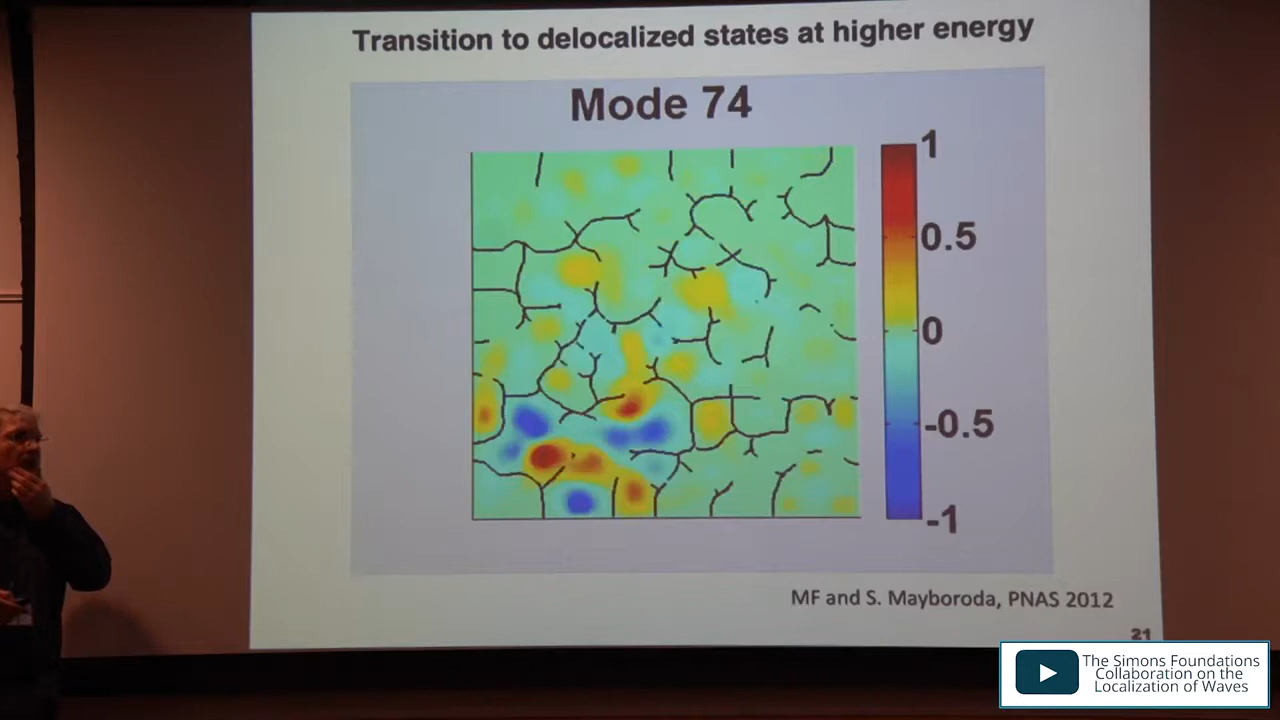 Transition to delocalized states at higher energy
Mode 74
1
0.5
0
-0.5
-1
MF and S. Mayboroda, PNAS 2012
21
The Simons Foundations
Collaboration on the
Localization of Waves